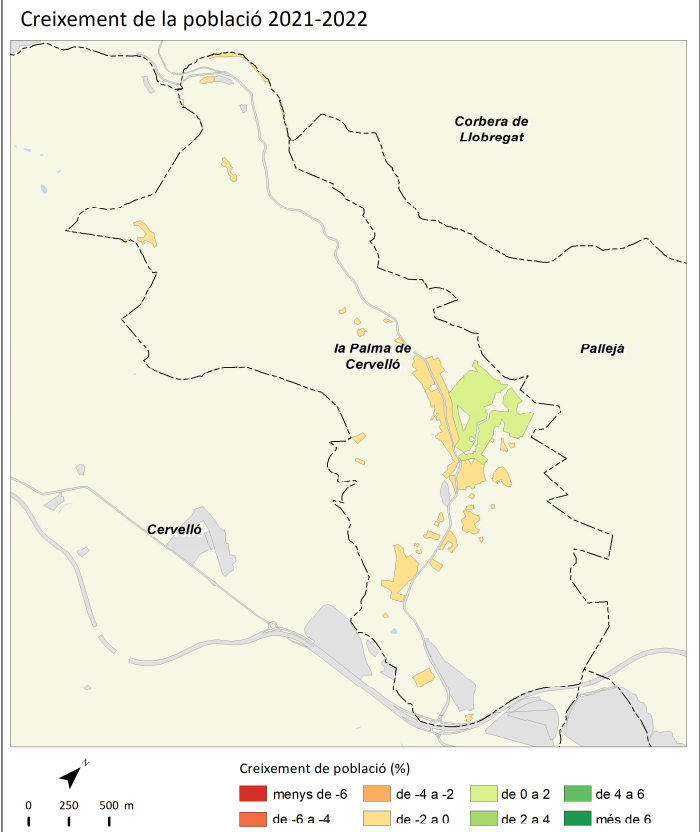 Creixement de la població 2021-2022
Corbera de
Llobregat
la Palma de
Cervelló
Pallejà
Cervelló
N
0 250 500 m
Creixement de població (%)
menys de -6
de -4 a -2
de 0 a 2
de 4 a 6
de -6 a -4
de -2 a 0
de 2 a 4
més de 6